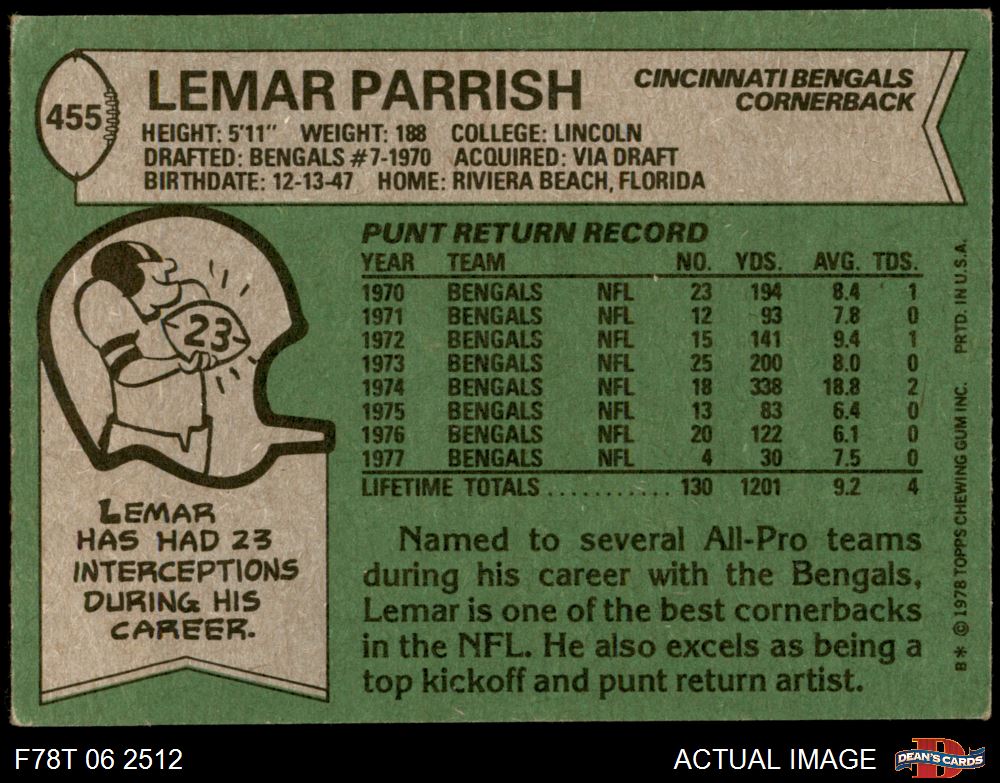 455
LEMAR PARRISH
CINCINNATI BENGALS
CORNERBACK
HEIGHT: 5'11" WEIGHT: 188 COLLEGE: LINCOLN
DRAFTED: BENGALS #7-1970 ACQUIRED: VIA DRAFT
BIRTHDATE: 12-13-47 HOME: RIVIERA BEACH, FLORIDA
PUNT RETURN RECORD
YEAR TEAM NO. YDS. AVG. TDS.
1970 BENGALS NFL 23 194 8.4 1
1971 BENGALS NFL 12 93 7.8 0
1972 BENGALS NFL 15 141 9.4 1
1973 BENGALS NFL 25 200 8.0 0
1974 BENGALS NFL 18 338 18.8 2
1975 BENGALS NFL 13 83 6.4 0
1976 BENGALS NFL 20 122 6.1 0
1977 BENGALS NFL 4 30 7.5 0
LIFETIME TOTALS ........... 130 1201 9.2 4
23
LEMAR
HAS HAD 23
INTERCEPTIONS
DURING HIS
CAREER.
Named to several All-Pro teams
during his career with the Bengals,
Lemar is one of the best cornerbacks
in the NFL. He also excels as being a
top kickoff and punt return artist.
B* © 1978 TOPPS CHEWING GUM INC. PRTD. IN U.S.A.
F78T 06 2512
ACTUAL IMAGE
D
DEAN'S CARDS